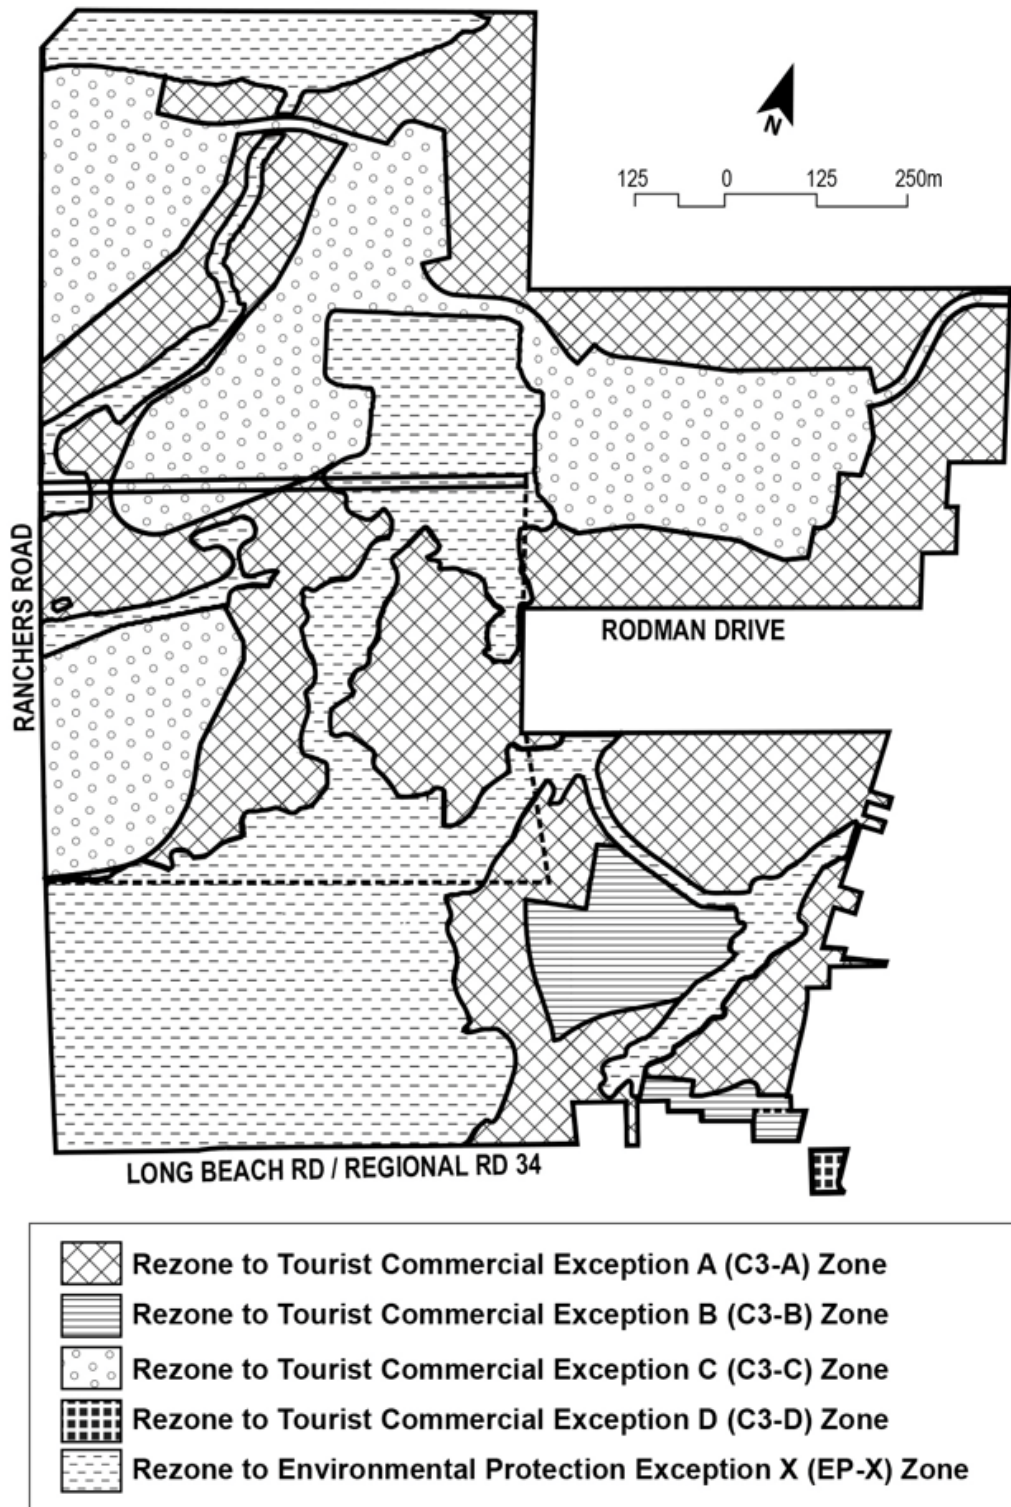 N
125 0 125 250m
RANCHERS ROAD
RODMAN DRIVE
LONG BEACH RD / REGIONAL RD 34
Rezone to Tourist Commercial Exception A (C3-A) Zone
Rezone to Tourist Commercial Exception B (C3-B) Zone
Rezone to Tourist Commercial Exception C (C3-C) Zone
Rezone to Tourist Commercial Exception D (C3-D) Zone
Rezone to Environmental Protection Exception X (EP-X) Zone